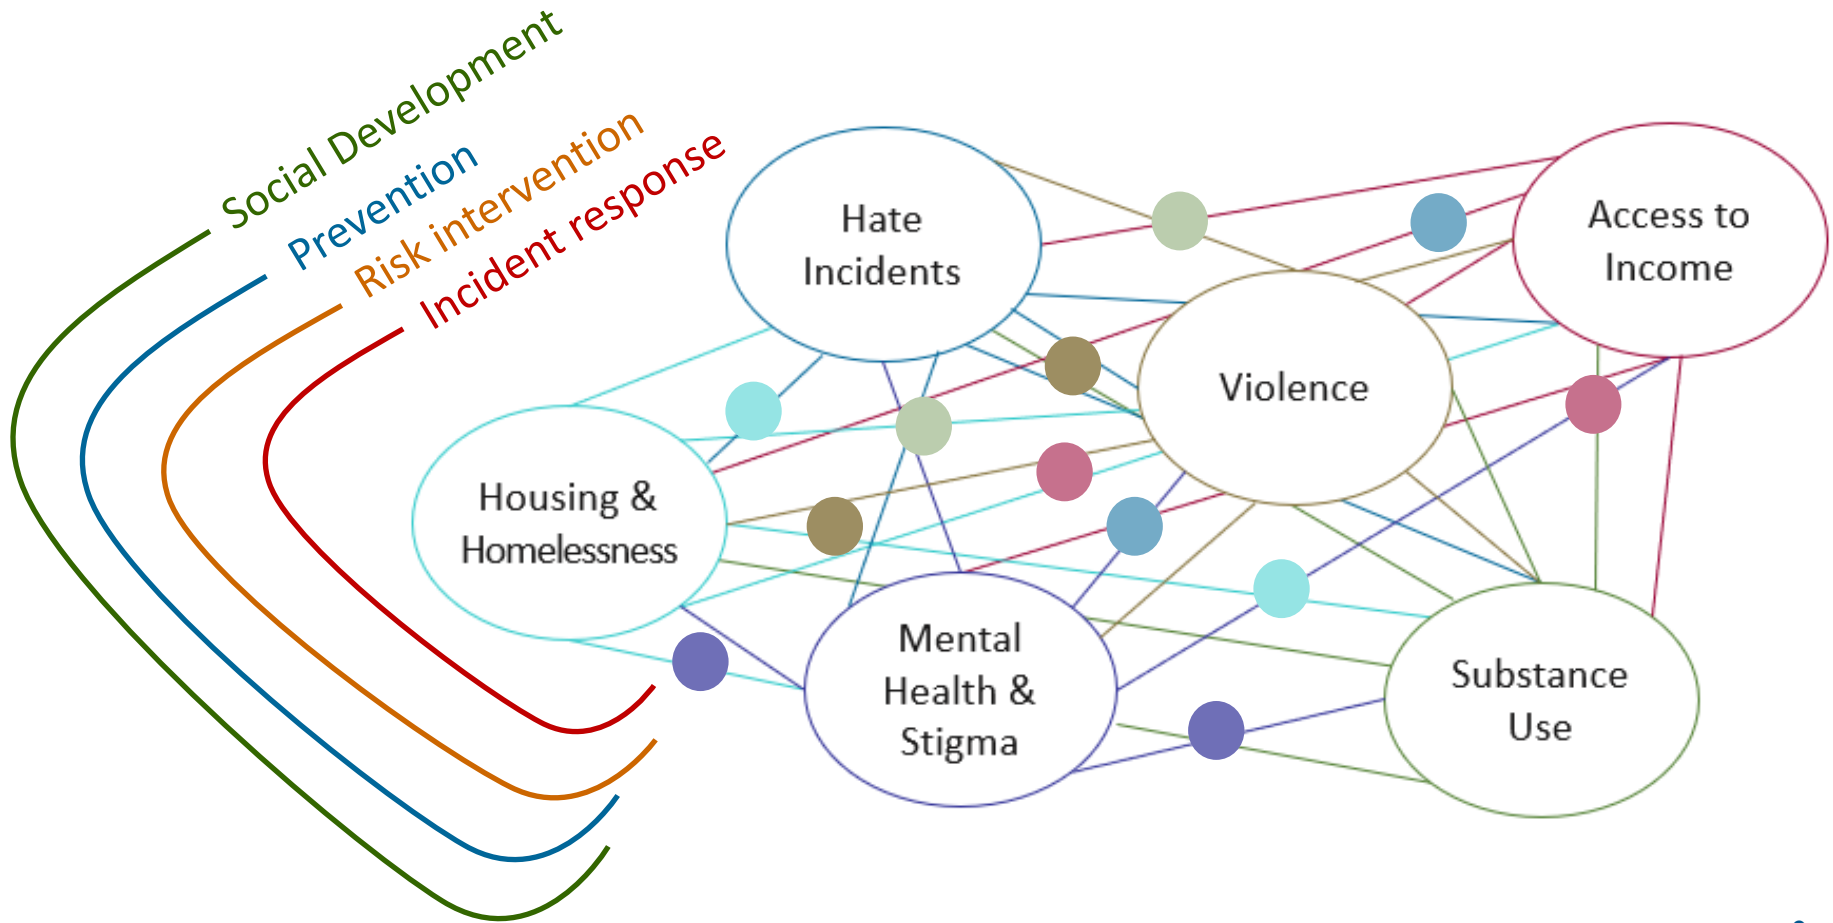 Social Development
Prevention
Risk intervention
Incident response
Hate
Incidents
Access to
Income
Violence
Housing &
Homelessness
Mental
Health &
Stigma
Substance
Use